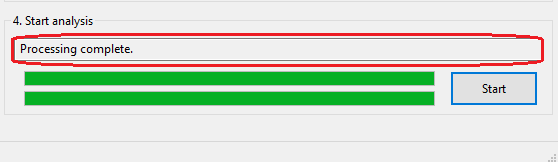 4. Start analysis
Processing complete.
Start